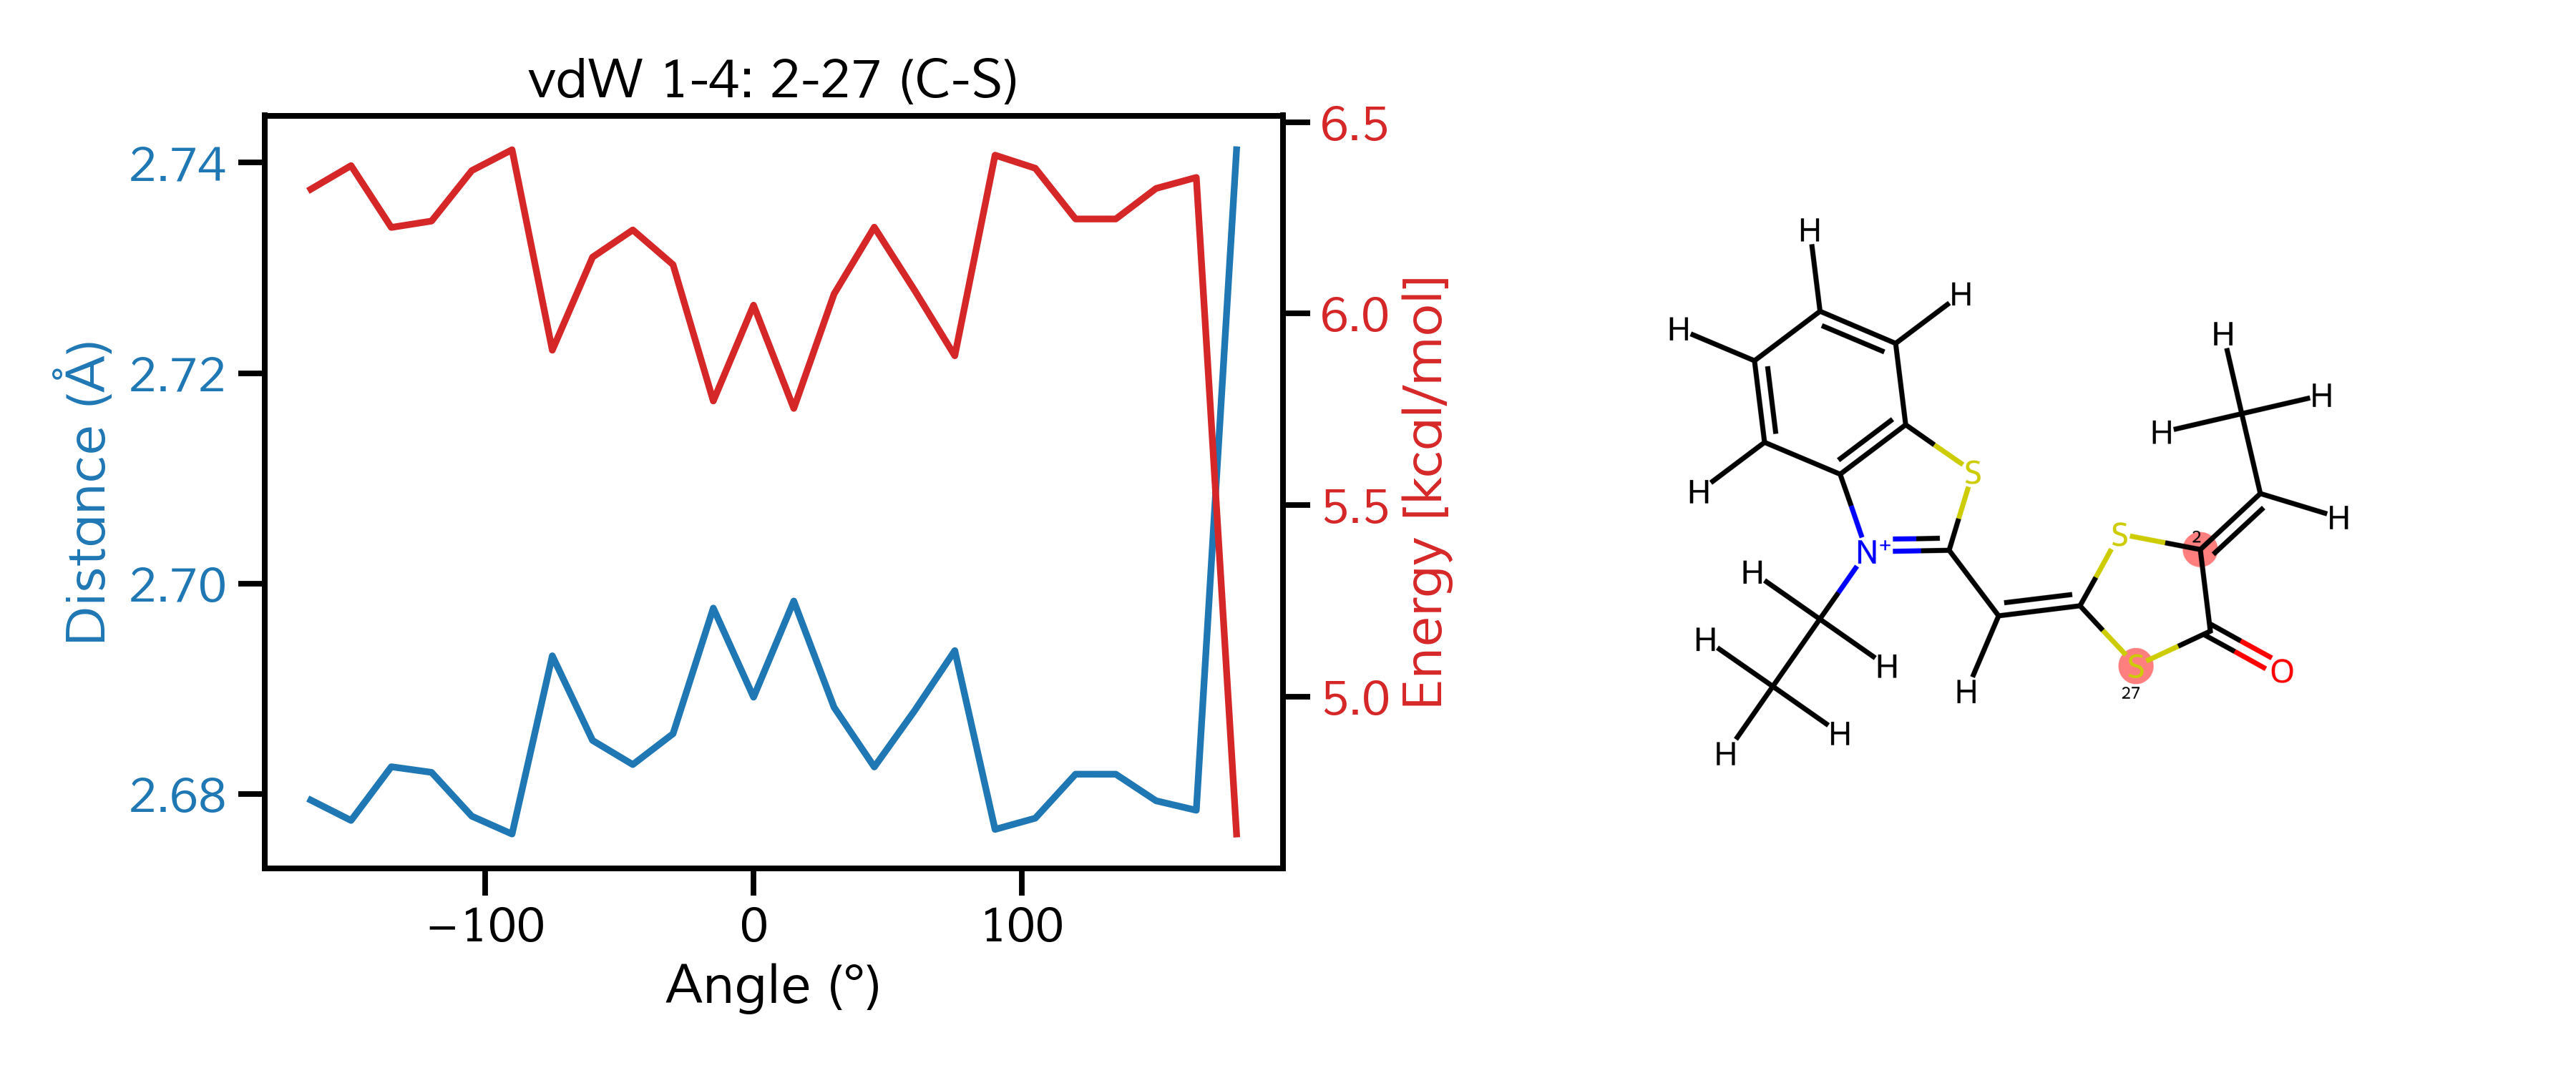 vdW 1-4: 2-27 (C-S)
Distance (Å)
2.74
2.72
2.70
2.68
6.5
6.0
5.5
5.0
Energy [kcal/mol]
−100
0
100
Angle (°)
H
H
H
H
H
H
H
H
S
S
2
H
N⁺
H
H
S
27
O
H
H
H
H